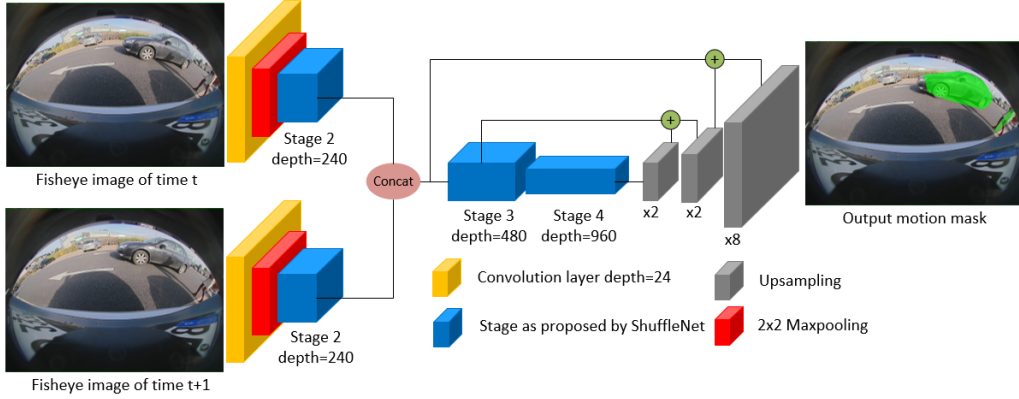 Stage 2
depth=240
Fisheye image of time t
Concat
+
+
Stage 3
depth=480
Stage 4
depth=960
x2
x2
x8
Output motion mask
Stage 2
depth=240
Fisheye image of time t+1
Convolution layer depth=24
Stage as proposed by ShuffleNet
Upsampling
2x2 Maxpooling